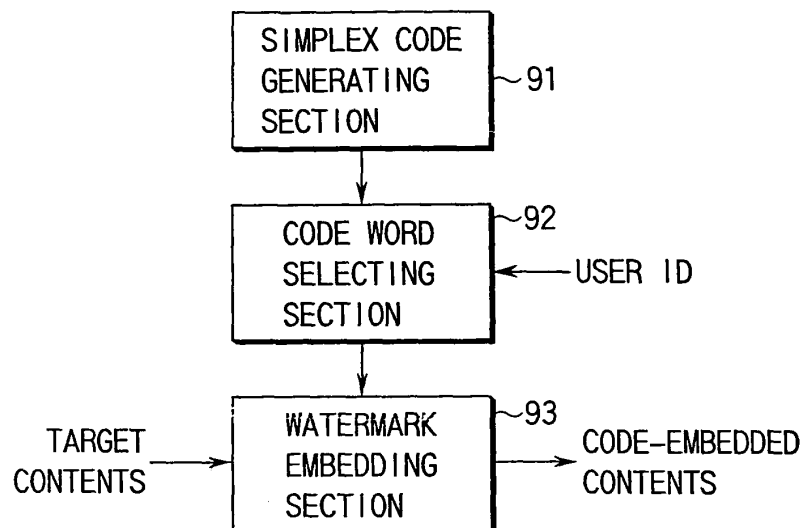 SIMPLEX CODE
GENERATING
SECTION
91
CODE WORD
SELECTING
SECTION
92
USER ID
TARGET
CONTENTS
WATERMARK
EMBEDDING
SECTION
93
CODE-EMBEDDED
CONTENTS